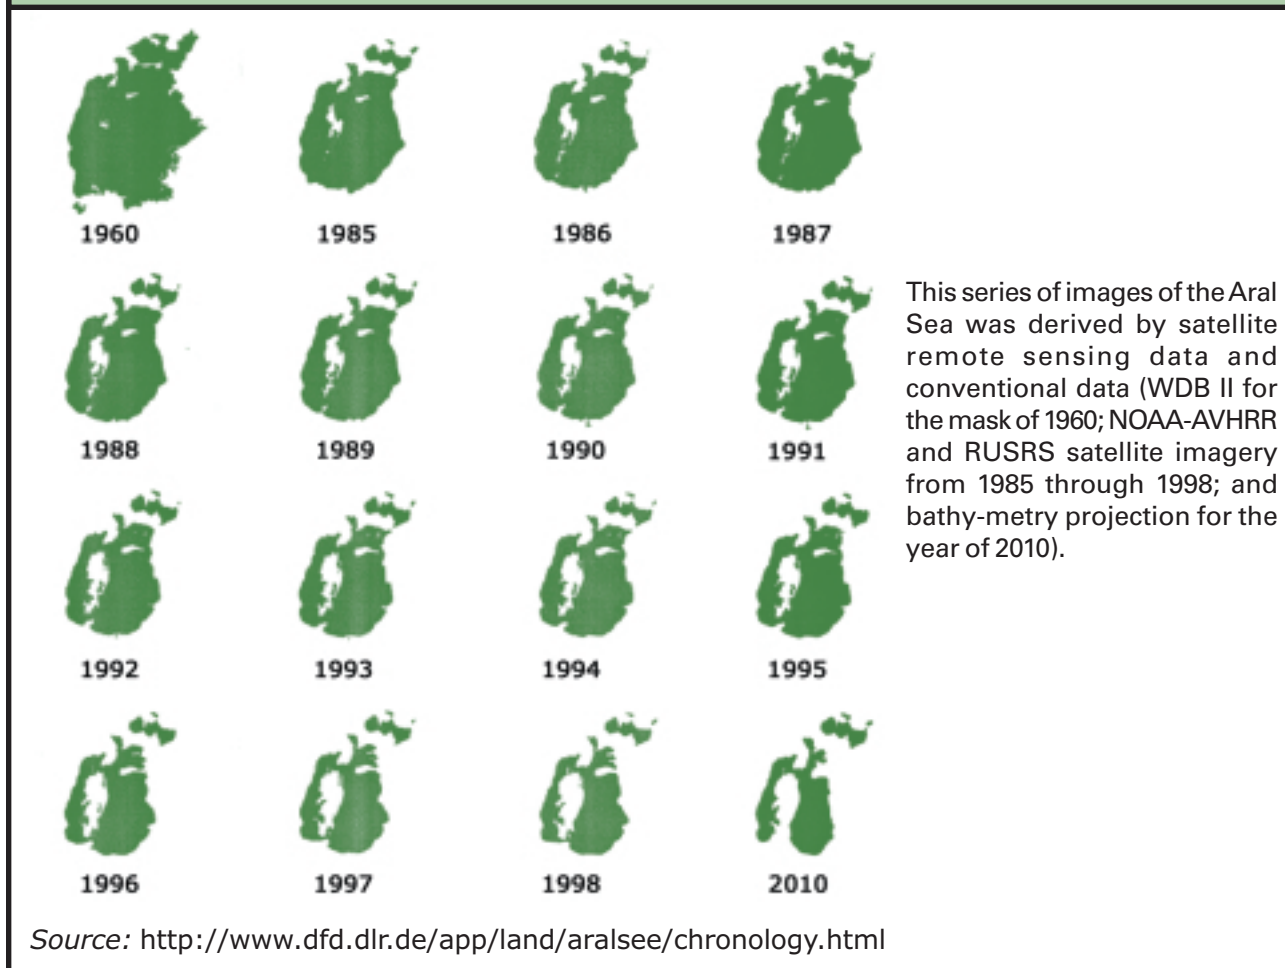 1960 1985 1986 1987
1988 1989 1990 1991
This series of images of the Aral
Sea was derived by satellite
remote sensing data and
conventional data (WDB II for
the mask of 1960; NOAA-AVHRR
and RUSRS satellite imagery
from 1985 through 1998; and
bathy-metry projection for the
year of 2010).
1992 1993 1994 1995
1996 1997 1998 2010
Source: http://www.dfd.dlr.de/app/land/aralsee/chronology.html